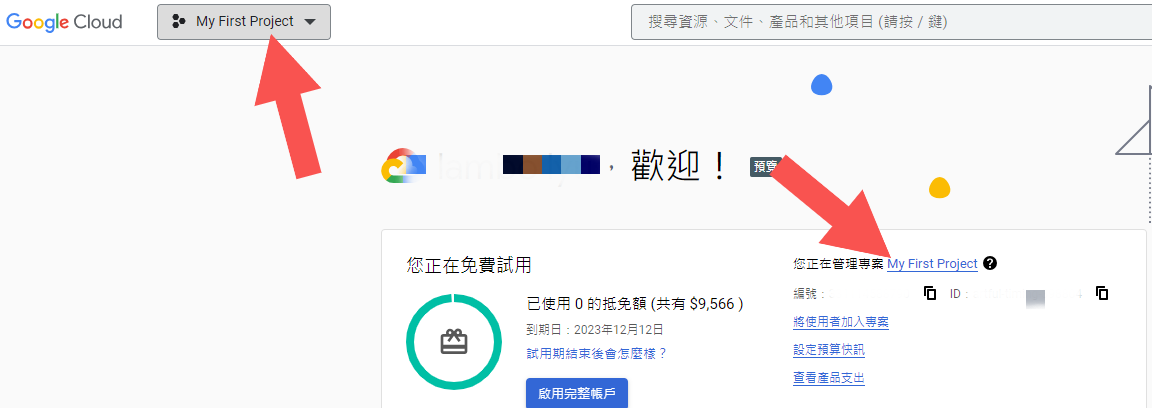 Google Cloud
My First Project
搜尋資源、文件、產品和其他項目 (請按 / 鍵)
，歡迎！
預覽
您正在免費試用
已使用 0 的抵免額 (共有 $9,566 )
到期日：2023年12月12日
試用期結束後會怎麼樣？
啟用完整帳戶
您正在管理專案 My First Project
編號：
ID：
將使用者加入專案
設定預算快訊
查看產品支出